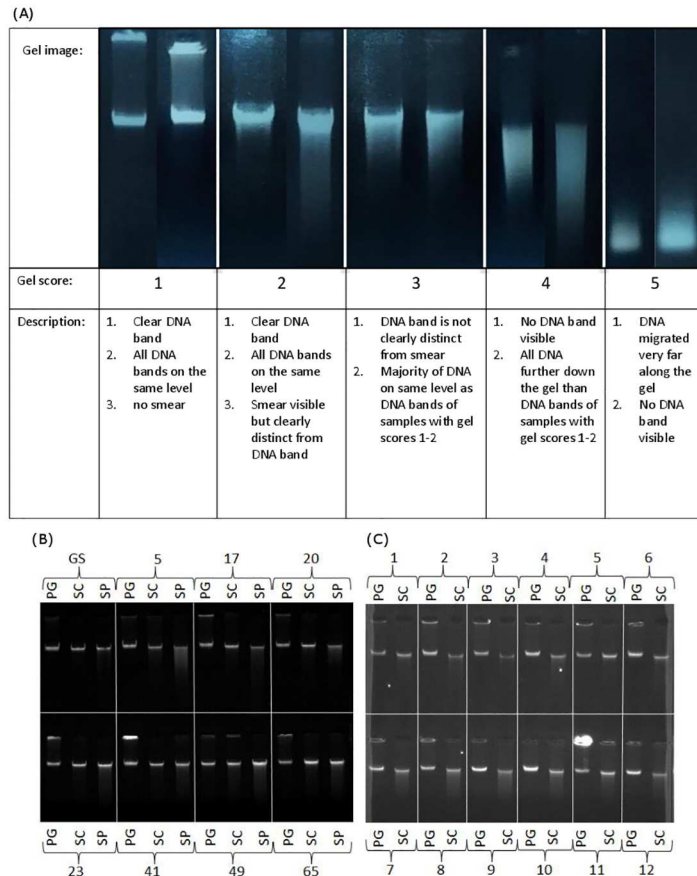 (A)
Gel image:
Gel score:
1
2
3
4
5
Description:
1. Clear DNA
band
2. All DNA
bands on the
same level
3. no smear
1. Clear DNA
band
2. All DNA bands
on the same
level
3. Smear visible
but clearly
distinct from
DNA band
1. DNA band is not
clearly distinct
from smear
2. Majority of DNA
on same level as
DNA bands of
samples with gel
scores 1-2
1. No DNA band
visible
2. All DNA
further down
the gel than
DNA bands of
samples with
gel scores 1-2
1. DNA
migrated
very far
along the
gel
2. No DNA
band
visible
(B)
GS 5 17 20
PG SC SP PG SC SP PG SC SP PG SC SP
PG SC SP PG SC SP PG SC SP PG SC SP
23 41 49 65
(C)
1 2 3 4 5 6
PG SC PG SC PG SC PG SC PG SC PG SC
PG SC PG SC PG SC PG SC PG SC PG SC
7 8 9 10 11 12